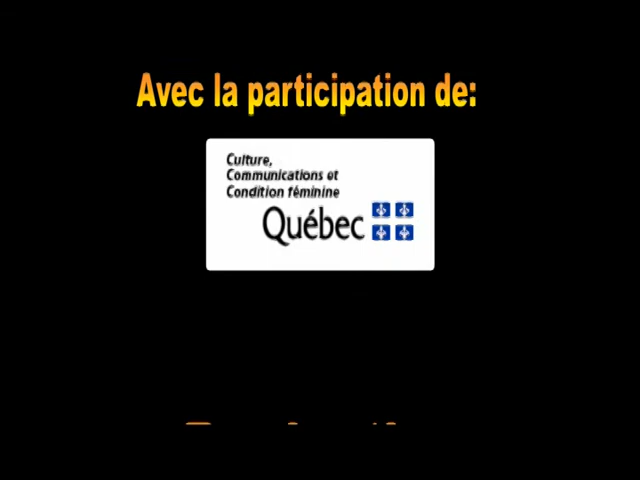 Avec la participation de:
Culture,
Communications et
Condition féminine
Québec